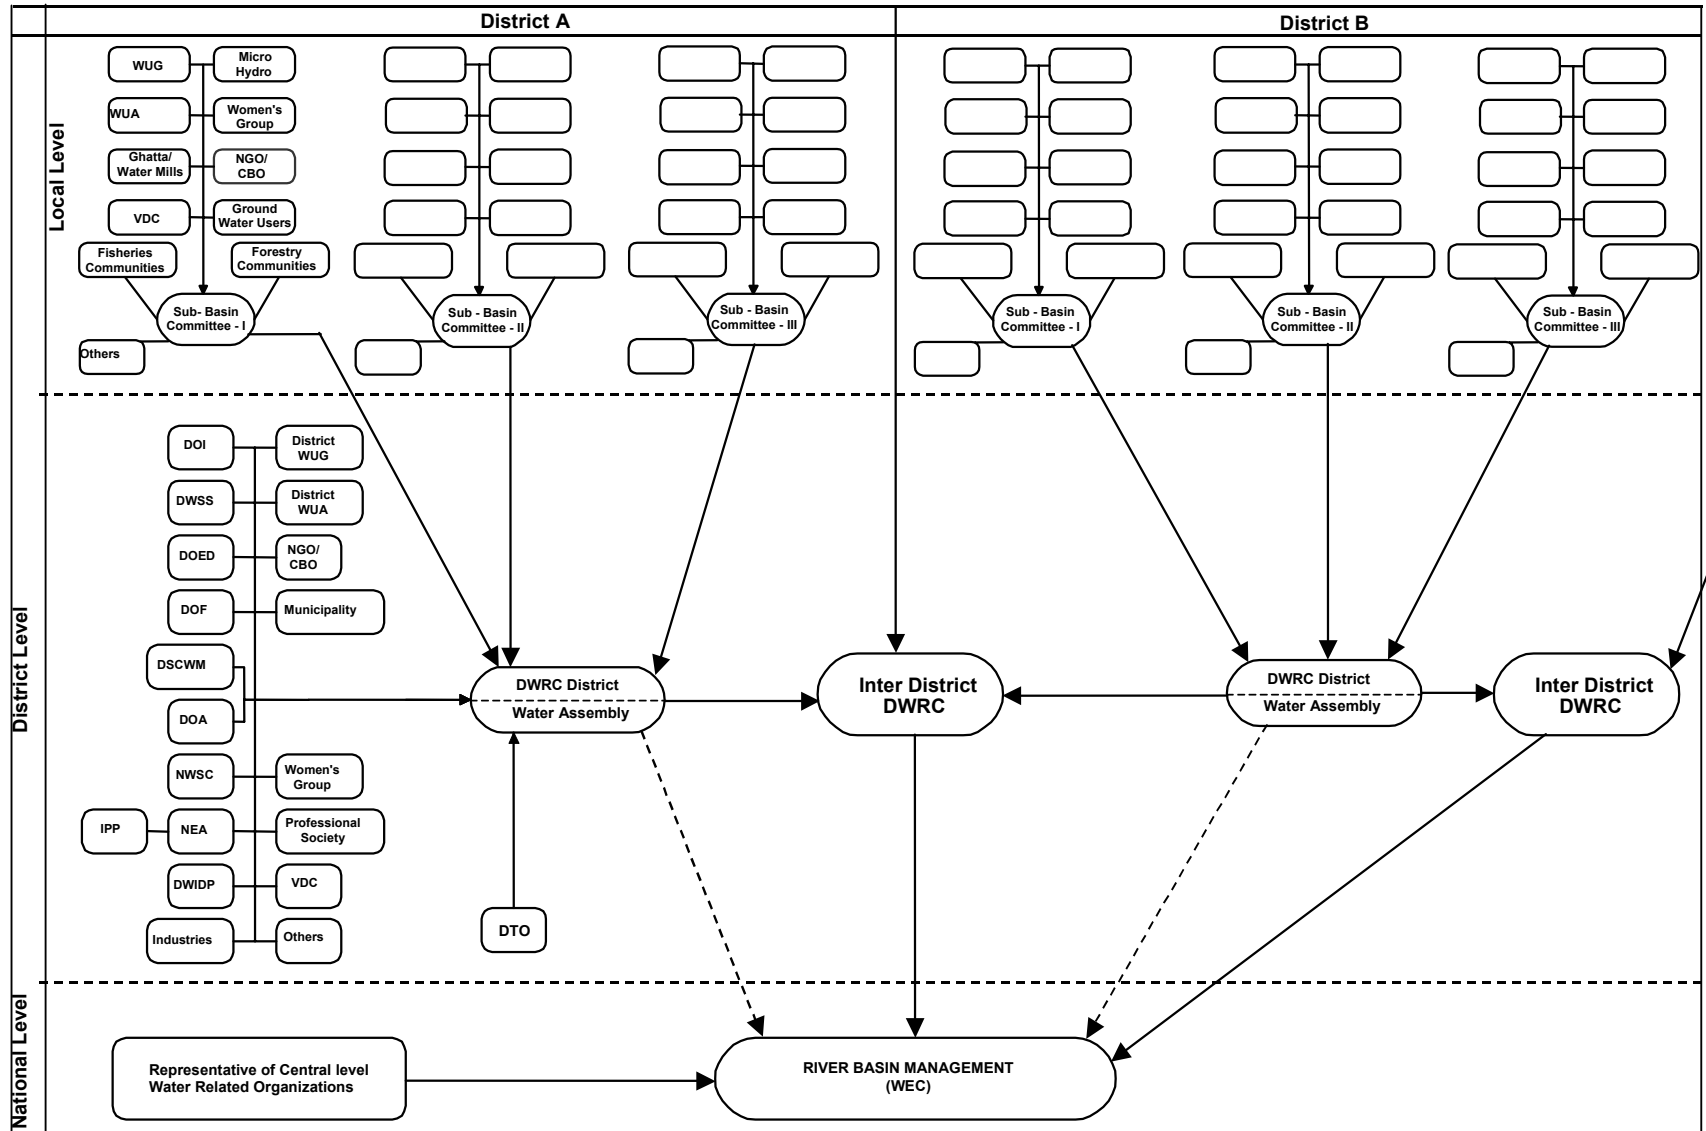 District A
District B
Local Level
WUG
Micro
Hydro
WUA
Women's
Group
Ghatta/
Water Mills
NGO/
CBO
VDC
Ground
Water Users
Fisheries
Communities
Forestry
Communities
Sub- Basin
Committee - I
Others
Sub - Basin
Committee - II
Sub - Basin
Committee - III
Sub - Basin
Committee - I
Sub - Basin
Committee - II
Sub - Basin
Committee - III
District Level
DOI
District
WUG
DWSS
District
WUA
DOED
NGO/
CBO
DOF
Municipality
DSCWM
DOA
NWSC
Women's
Group
IPP
NEA
Professional
Society
DWIDP
VDC
Industries
Others
DWRC District
Water Assembly
DTO
Inter District
DWRC
DWRC District
Water Assembly
Inter District
DWRC
National Level
Representative of Central level
Water Related Organizations
RIVER BASIN MANAGEMENT
(WEC)